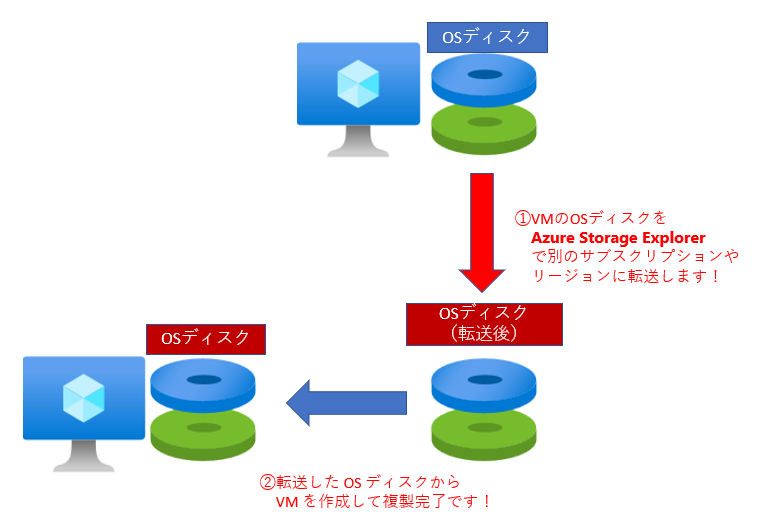 OSディスク
①VMのOSディスクを
Azure Storage Explorer
で別のサブスクリプションや
リージョンに転送します！
OSディスク
（転送後）
OSディスク
②転送した OS ディスクから
VM を作成して複製完了です！